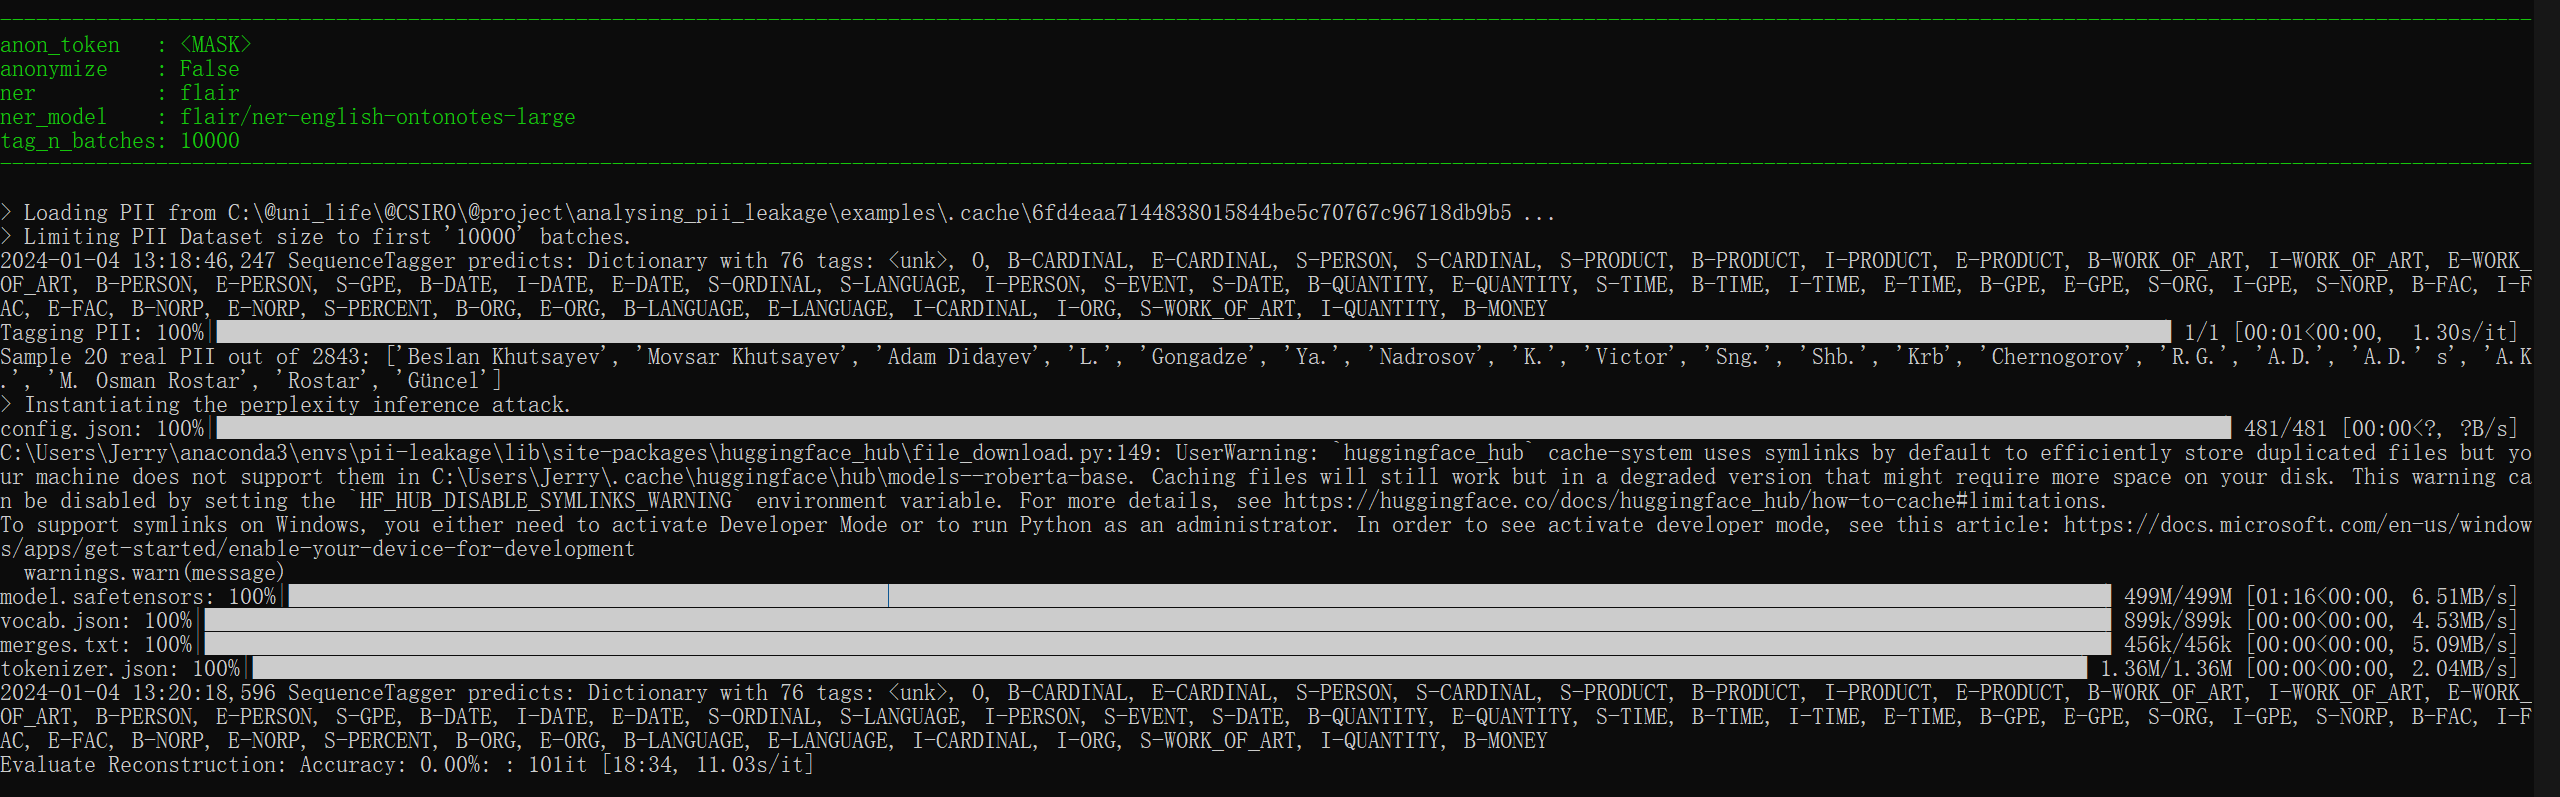 anon_token   : <MASK>
anonymize    : False
ner          : flair
ner_model    : flair/ner-english-ontonotes-large
tag_n_batches: 10000
> Loading PII from C:\@uni_life\@CSIRO\@project\analysing_pii_leakage\examples\.cache\6fd4eaa7144838015844be5c70767c96718db9b5 ...
> Limiting PII Dataset size to first '10000' batches.
2024-01-04 13:18:46,247 SequenceTagger predicts: Dictionary with 76 tags: <unk>, O, B-CARDINAL, E-CARDINAL, S-PERSON, S-CARDINAL, S-PRODUCT, B-PRODUCT, I-PRODUCT, E-PRODUCT, B-WORK_OF_ART, I-WORK_OF_ART, E-WORK_
OF_ART, B-PERSON, E-PERSON, S-GPE, B-DATE, I-DATE, E-DATE, S-ORDINAL, S-LANGUAGE, I-PERSON, S-EVENT, S-DATE, B-QUANTITY, E-QUANTITY, S-TIME, B-TIME, I-TIME, E-TIME, B-GPE, E-GPE, S-ORG, I-GPE, S-NORP, B-FAC, I-F
AC, E-FAC, B-NORP, E-NORP, S-PERCENT, B-ORG, E-ORG, B-LANGUAGE, E-LANGUAGE, I-CARDINAL, I-ORG, S-WORK_OF_ART, I-QUANTITY, B-MONEY
Tagging PII: 100%| 1/1 [00:01<00:00,  1.30s/it]
Sample 20 real PII out of 2843: ['Beslan Khutsayev', 'Movsar Khutsayev', 'Adam Didayev', 'L.', 'Gongadze', 'Ya.', 'Nadrosov', 'K.', 'Victor', 'Sng.', 'Shb.', 'Krb', 'Chernogorov', 'R.G.', 'A.D.', 'A.D.’s', 'A.K
.', 'M. Osman Rostar', 'Rostar', 'Güncel']
> Instantiating the perplexity inference attack.
config.json: 100%| 481/481 [00:00<?, ?B/s]
C:\Users\Jerry\anaconda3\envs\pii-leakage\lib\site-packages\huggingface_hub\file_download.py:149: UserWarning: `huggingface_hub` cache-system uses symlinks by default to efficiently store duplicated files but yo
ur machine does not support them in C:\Users\Jerry\.cache\huggingface\hub\models--roberta-base. Caching files will still work but in a degraded version that might require more space on your disk. This warning ca
n be disabled by setting the `HF_HUB_DISABLE_SYMLINKS_WARNING` environment variable. For more details, see https://huggingface.co/docs/huggingface_hub/how-to-cache#limitations.
To support symlinks on Windows, you either need to activate Developer Mode or to run Python as an administrator. In order to see activate developer mode, see this article: https://docs.microsoft.com/en-us/window
s/apps/get-started/enable-your-device-for-development
  warnings.warn(message)
model.safetensors: 100%| 499M/499M [01:16<00:00, 6.51MB/s]
vocab.json: 100%| 899k/899k [00:00<00:00, 4.53MB/s]
merges.txt: 100%| 456k/456k [00:00<00:00, 5.09MB/s]
tokenizer.json: 100%| 1.36M/1.36M [00:00<00:00, 2.04MB/s]
2024-01-04 13:20:18,596 SequenceTagger predicts: Dictionary with 76 tags: <unk>, O, B-CARDINAL, E-CARDINAL, S-PERSON, S-CARDINAL, S-PRODUCT, B-PRODUCT, I-PRODUCT, E-PRODUCT, B-WORK_OF_ART, I-WORK_OF_ART, E-WORK_
OF_ART, B-PERSON, E-PERSON, S-GPE, B-DATE, I-DATE, E-DATE, S-ORDINAL, S-LANGUAGE, I-PERSON, S-EVENT, S-DATE, B-QUANTITY, E-QUANTITY, S-TIME, B-TIME, I-TIME, E-TIME, B-GPE, E-GPE, S-ORG, I-GPE, S-NORP, B-FAC, I-F
AC, E-FAC, B-NORP, E-NORP, S-PERCENT, B-ORG, E-ORG, B-LANGUAGE, E-LANGUAGE, I-CARDINAL, I-ORG, S-WORK_OF_ART, I-QUANTITY, B-MONEY
Evaluate Reconstruction: Accuracy: 0.00%: : 101it [18:34, 11.03s/it]